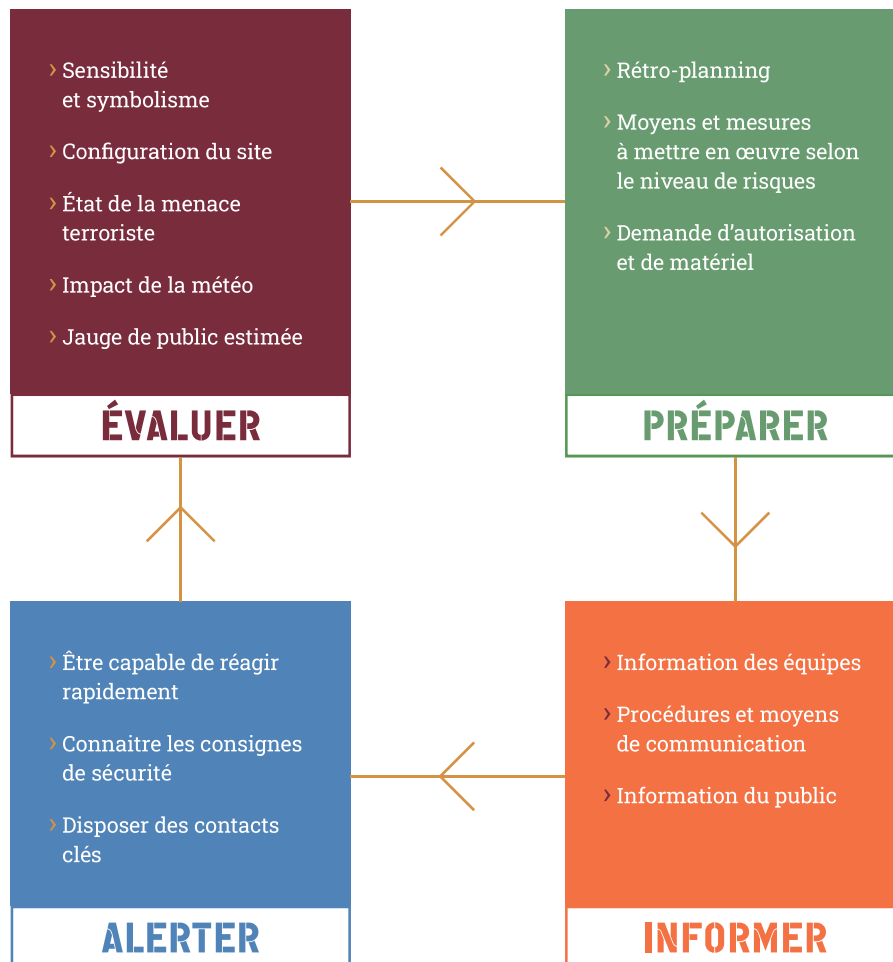 › Sensibilité
et symbolisme
› Configuration du site
› État de la menace
terroriste
› Impact de la météo
› Jauge de public estimée
ÉVALUER
› Rétro-planning
› Moyens et mesures
à mettre en œuvre selon
le niveau de risques
› Demande d’autorisation
et de matériel
PRÉPARER
› Être capable de réagir
rapidement
› Connaitre les consignes
de sécurité
› Disposer des contacts
clés
ALERTER
› Information des équipes
› Procédures et moyens
de communication
› Information du public
INFORMER